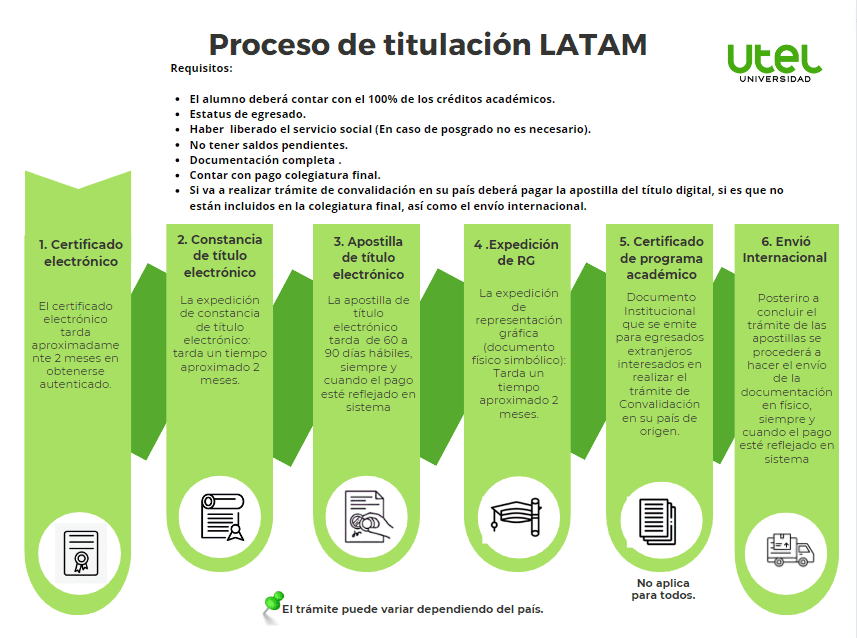 Proceso de titulación LATAM
utel
UNIVERSIDAD
Requisitos:
• El alumno deberá contar con el 100% de los créditos académicos.
• Estatus de egresado.
• Haber liberado el servicio social (En caso de posgrado no es necesario).
• No tener saldos pendientes.
• Documentación completa .
• Contar con pago colegiatura final.
• Si va a realizar trámite de convalidación en su país deberá pagar la apostilla del título digital, si es que no
están incluidos en la colegiatura final, así como el envío internacional.
1. Certificado
electrónico
El certificado
electrónico
tarda
aproximadame
nte 2 meses en
obtenerse
autenticado.
2. Constancia
de título
electrónico
La expedición
de constancia
de título
electrónico:
tarda un tiempo
aproximado 2
meses.
3. Apostilla
de título
electrónico
La apostilla de
título
electrónico
tarda de 60 a
90 días hábiles,
siempre y
cuando el pago
esté reflejado en
sistema
4 .Expedición
de RG
La expedición
de
representación
gráfica
(documento
físico simbólico):
Tarda un
tiempo
aproximado 2
meses.
5. Certificado
de programa
académico
Documento
Institucional
que se emite
para egresados
extranjeros
interesados en
realizar el
trámite de
Convalidación
en su país de
origen.
No aplica
para todos.
6. Envió
Internacional
Posteriro a
concluir el
trámite de las
apostillas se
procederá a
hacer el envío
de la
documentación
en físico,
siempre y
cuando el pago
esté reflejado en
sistema
El trámite puede variar dependiendo del país.